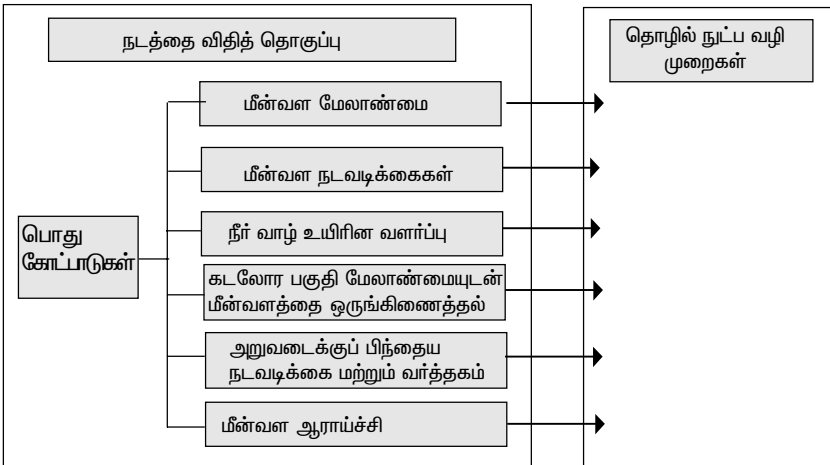 நடத்தை விதித் தொகுப்பு
தொழில் நுட்ப வழி
முறைகள்
மீன்வள மேலாண்மை
மீன்வள நடவடிக்கைகள்
பொது
கோட்பாடுகள்
நீர் வாழ் உயிரின வளர்ப்பு
கடலோர பகுதி மேலாண்மையுடன்
மீன்வளத்தை ஒருங்கிணைத்தல்
அறுவடைக்குப் பிந்தைய
நடவடிக்கை மற்றும் வர்த்தகம்
மீன்வள ஆராய்ச்சி